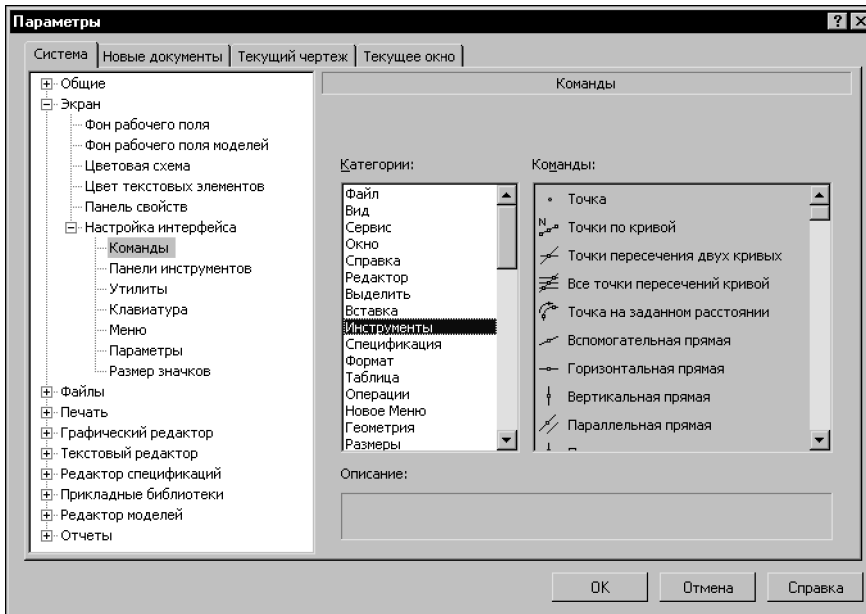 Параметры
Система Новые документы Текущий чертеж Текущее окно
Общие
Экран
Фон рабочего поля
Фон рабочего поля моделей
Цветовая схема
Цвет текстовых элементов
Панель свойств
Настройка интерфейса
Команды
Панели инструментов
Утилиты
Клавиатура
Меню
Параметры
Размер значков
Файлы
Печать
Графический редактор
Текстовый редактор
Редактор спецификаций
Прикладные библиотеки
Редактор моделей
Отчеты
Команды
Категории:
Файл
Вид
Сервис
Окно
Справка
Редактор
Выделить
Вставка
Инструменты
Спецификация
Формат
Таблица
Операции
Новое Меню
Геометрия
Размеры
Команды:
Точка
Точки по кривой
Точки пересечения двух кривых
Все точки пересечений кривой
Точка на заданном расстоянии
Вспомогательная прямая
Горизонтальная прямая
Вертикальная прямая
Параллельная прямая
Описание:
OK Отмена Справка